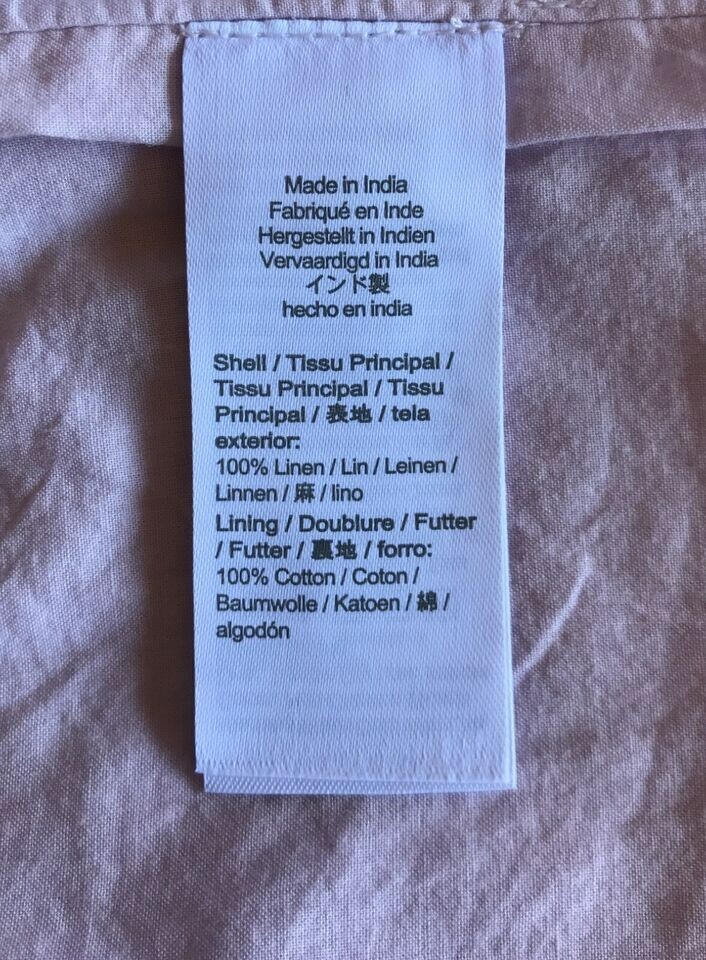 Made in India
Fabriqué en Inde
Hergestellt in Indien
Vervaardigd in India
インド製
hecho en india
Shell / Tissu Principal /
Tissu Principal / Tissu
Principal / 表地 / tela
exterior:
100% Linen / Lin / Leinen /
Linnen / 麻 / lino
Lining / Doublure / Futter
/ Futter / 裏地 / forro:
100% Cotton / Coton /
Baumwolle / Katoen / 綿 /
algodón